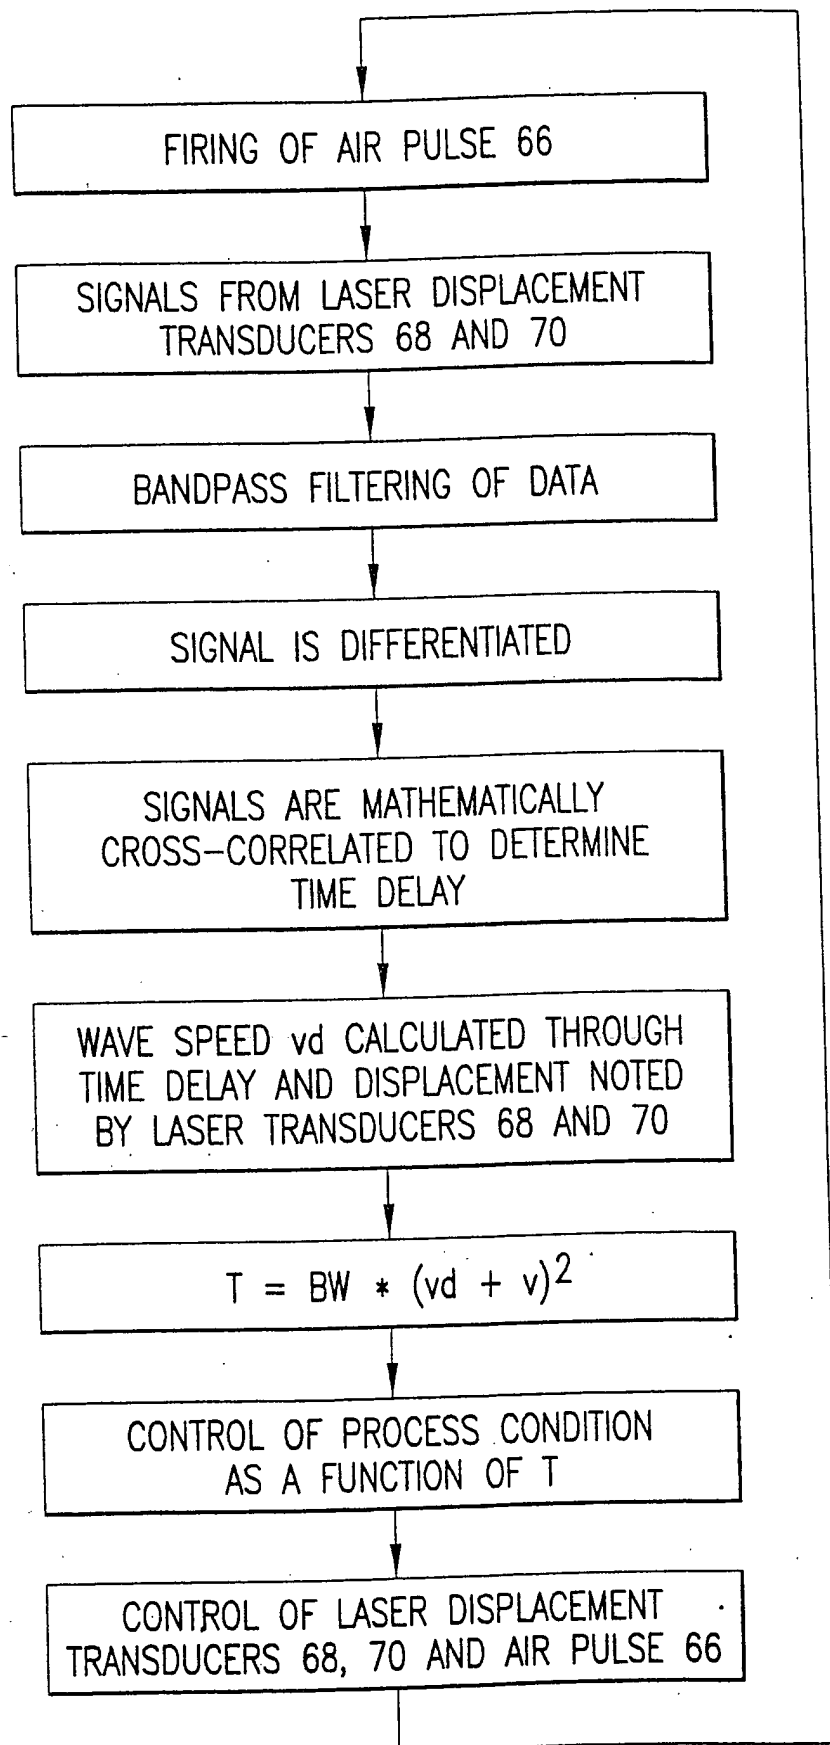 FIRING OF AIR PULSE 66
SIGNALS FROM LASER DISPLACEMENT
TRANSDUCERS 68 AND 70
BANDPASS FILTERING OF DATA
SIGNAL IS DIFFERENTIATED
SIGNALS ARE MATHEMATICALLY
CROSS-CORRELATED TO DETERMINE
TIME DELAY
WAVE SPEED vd CALCULATED THROUGH
TIME DELAY AND DISPLACEMENT NOTED
BY LASER TRANSDUCERS 68 AND 70
T = BW * (vd + v)2
CONTROL OF PROCESS CONDITION
AS A FUNCTION OF T
CONTROL OF LASER DISPLACEMENT
TRANSDUCERS 68, 70 AND AIR PULSE 66